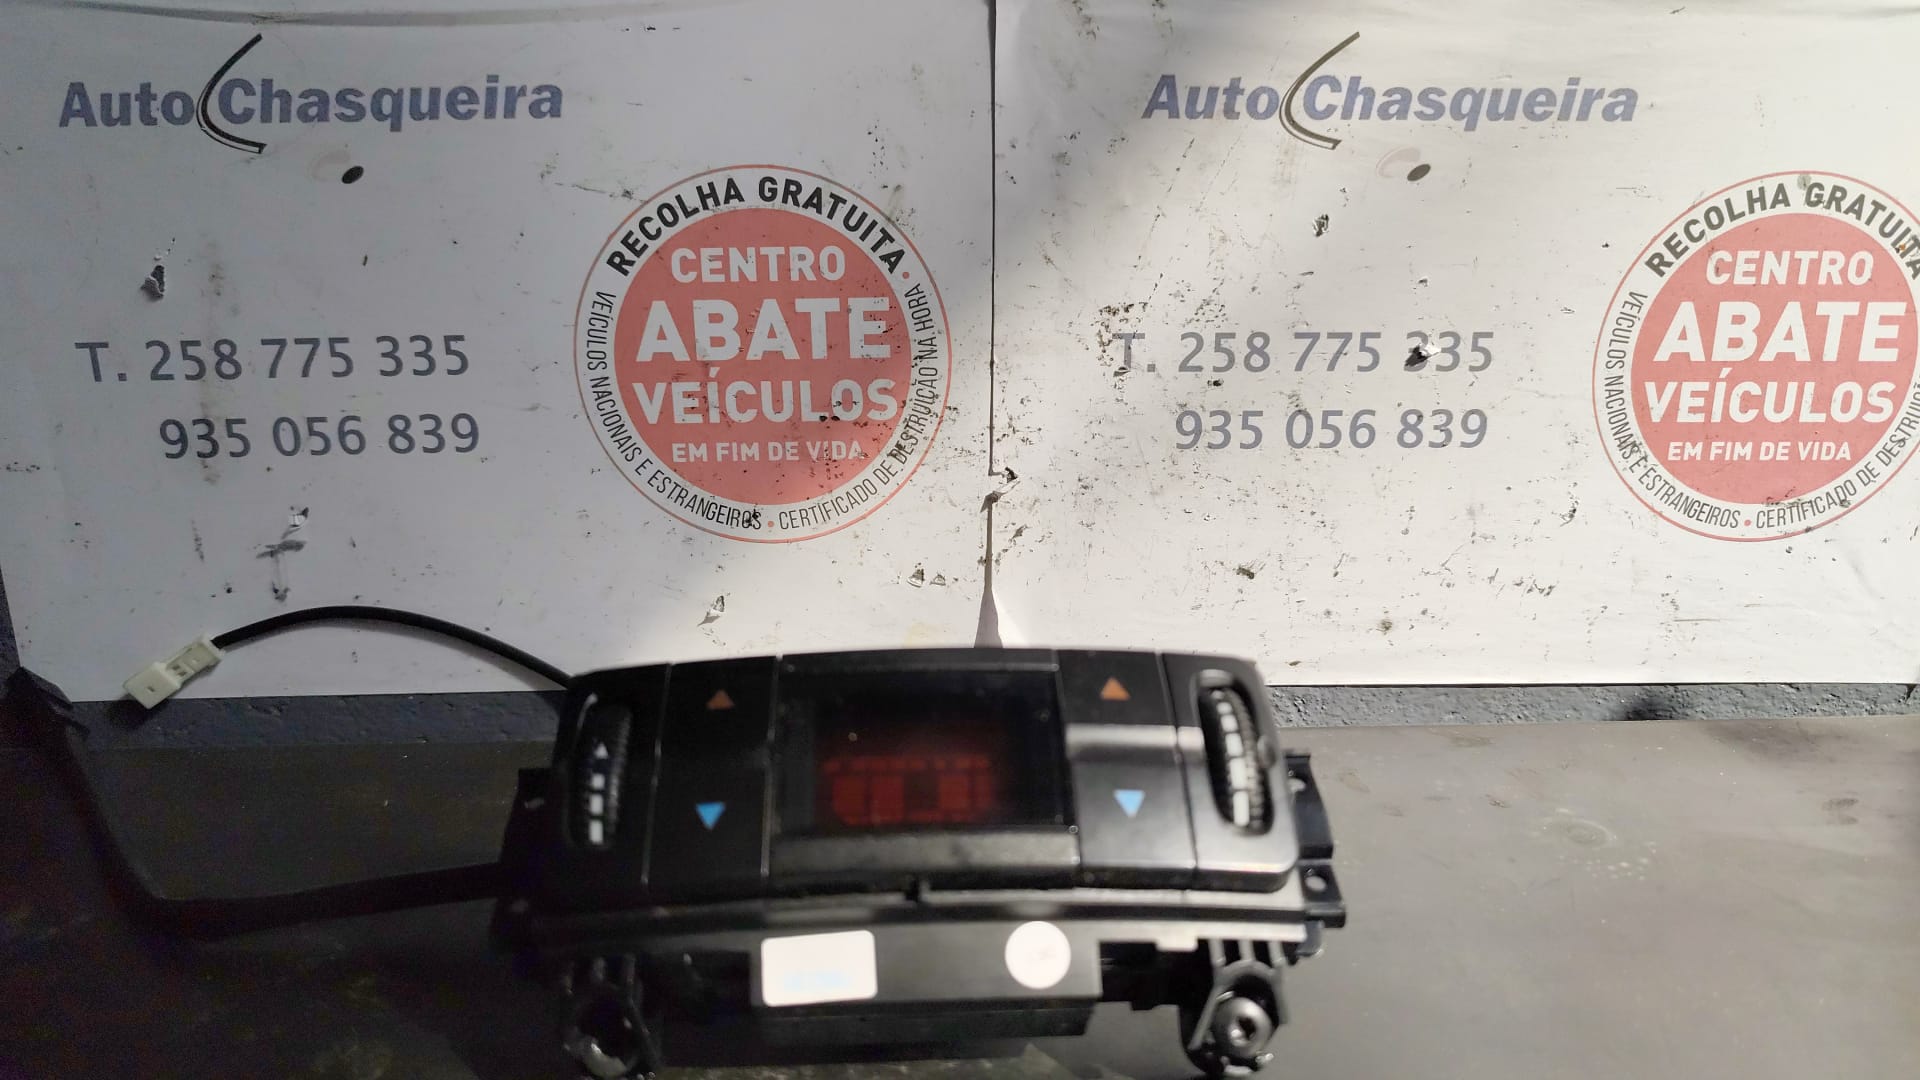 Auto Chasqueira
T. 258 775 335
935 056 839
RECOLHA GRATUITA
VEÍCULOS NACIONAIS E ESTRANGEIROS • CERTIFICADO DE DESTRUIÇÃO NA HORA •
CENTRO
ABATE
VEÍCULOS
EM FIM DE VIDA
Auto Chasqueira
T. 258 775 335
935 056 839
RECOLHA GRATUITA
VEÍCULOS NACIONAIS E ESTRANGEIROS • CERTIFICADO DE
CENTRO
ABATE
VEÍCULOS
EM FIM DE VIDA